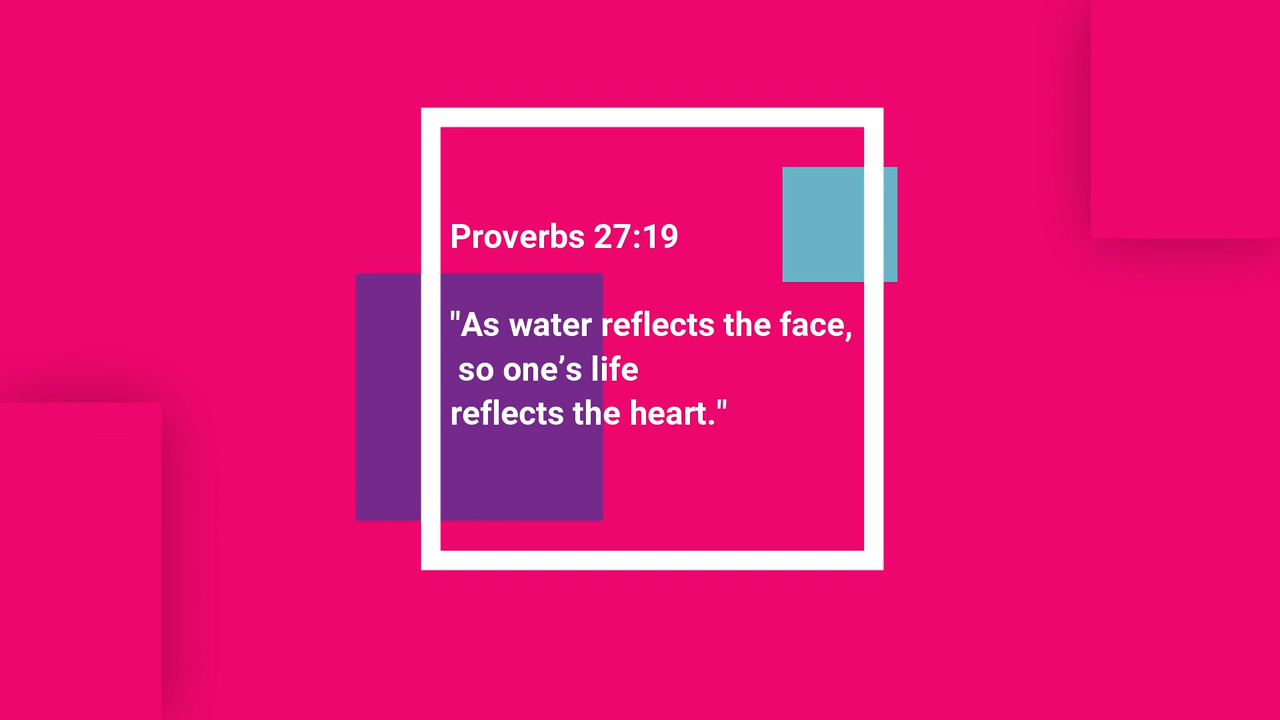 Proverbs 27:19
"As water reflects the face,
so one’s life
reflects the heart."